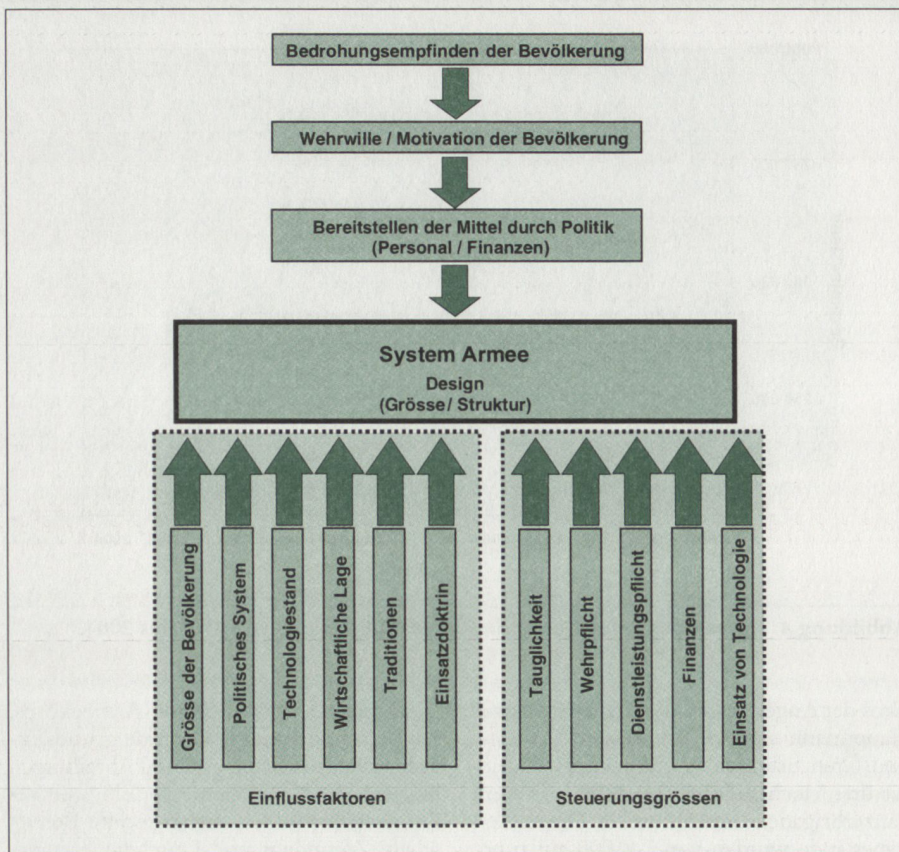 Bedrohungsempfinden der Bevölkerung
Wehrwille / Motivation der Bevölkerung
Bereitstellen der Mittel durch Politik
(Personal / Finanzen)
System Armee
Design
(Grösse / Struktur)
Grösse der Bevölkerung
Politisches System
Technologiestand
Wirtschaftliche Lage
Traditionen
Einsatzdoktrin
Einflussfaktoren
Tauglichkeit
Wehrpflicht
Dienstleistungspflicht
Finanzen
Einsatz von Technologie
Steuerungsgrössen